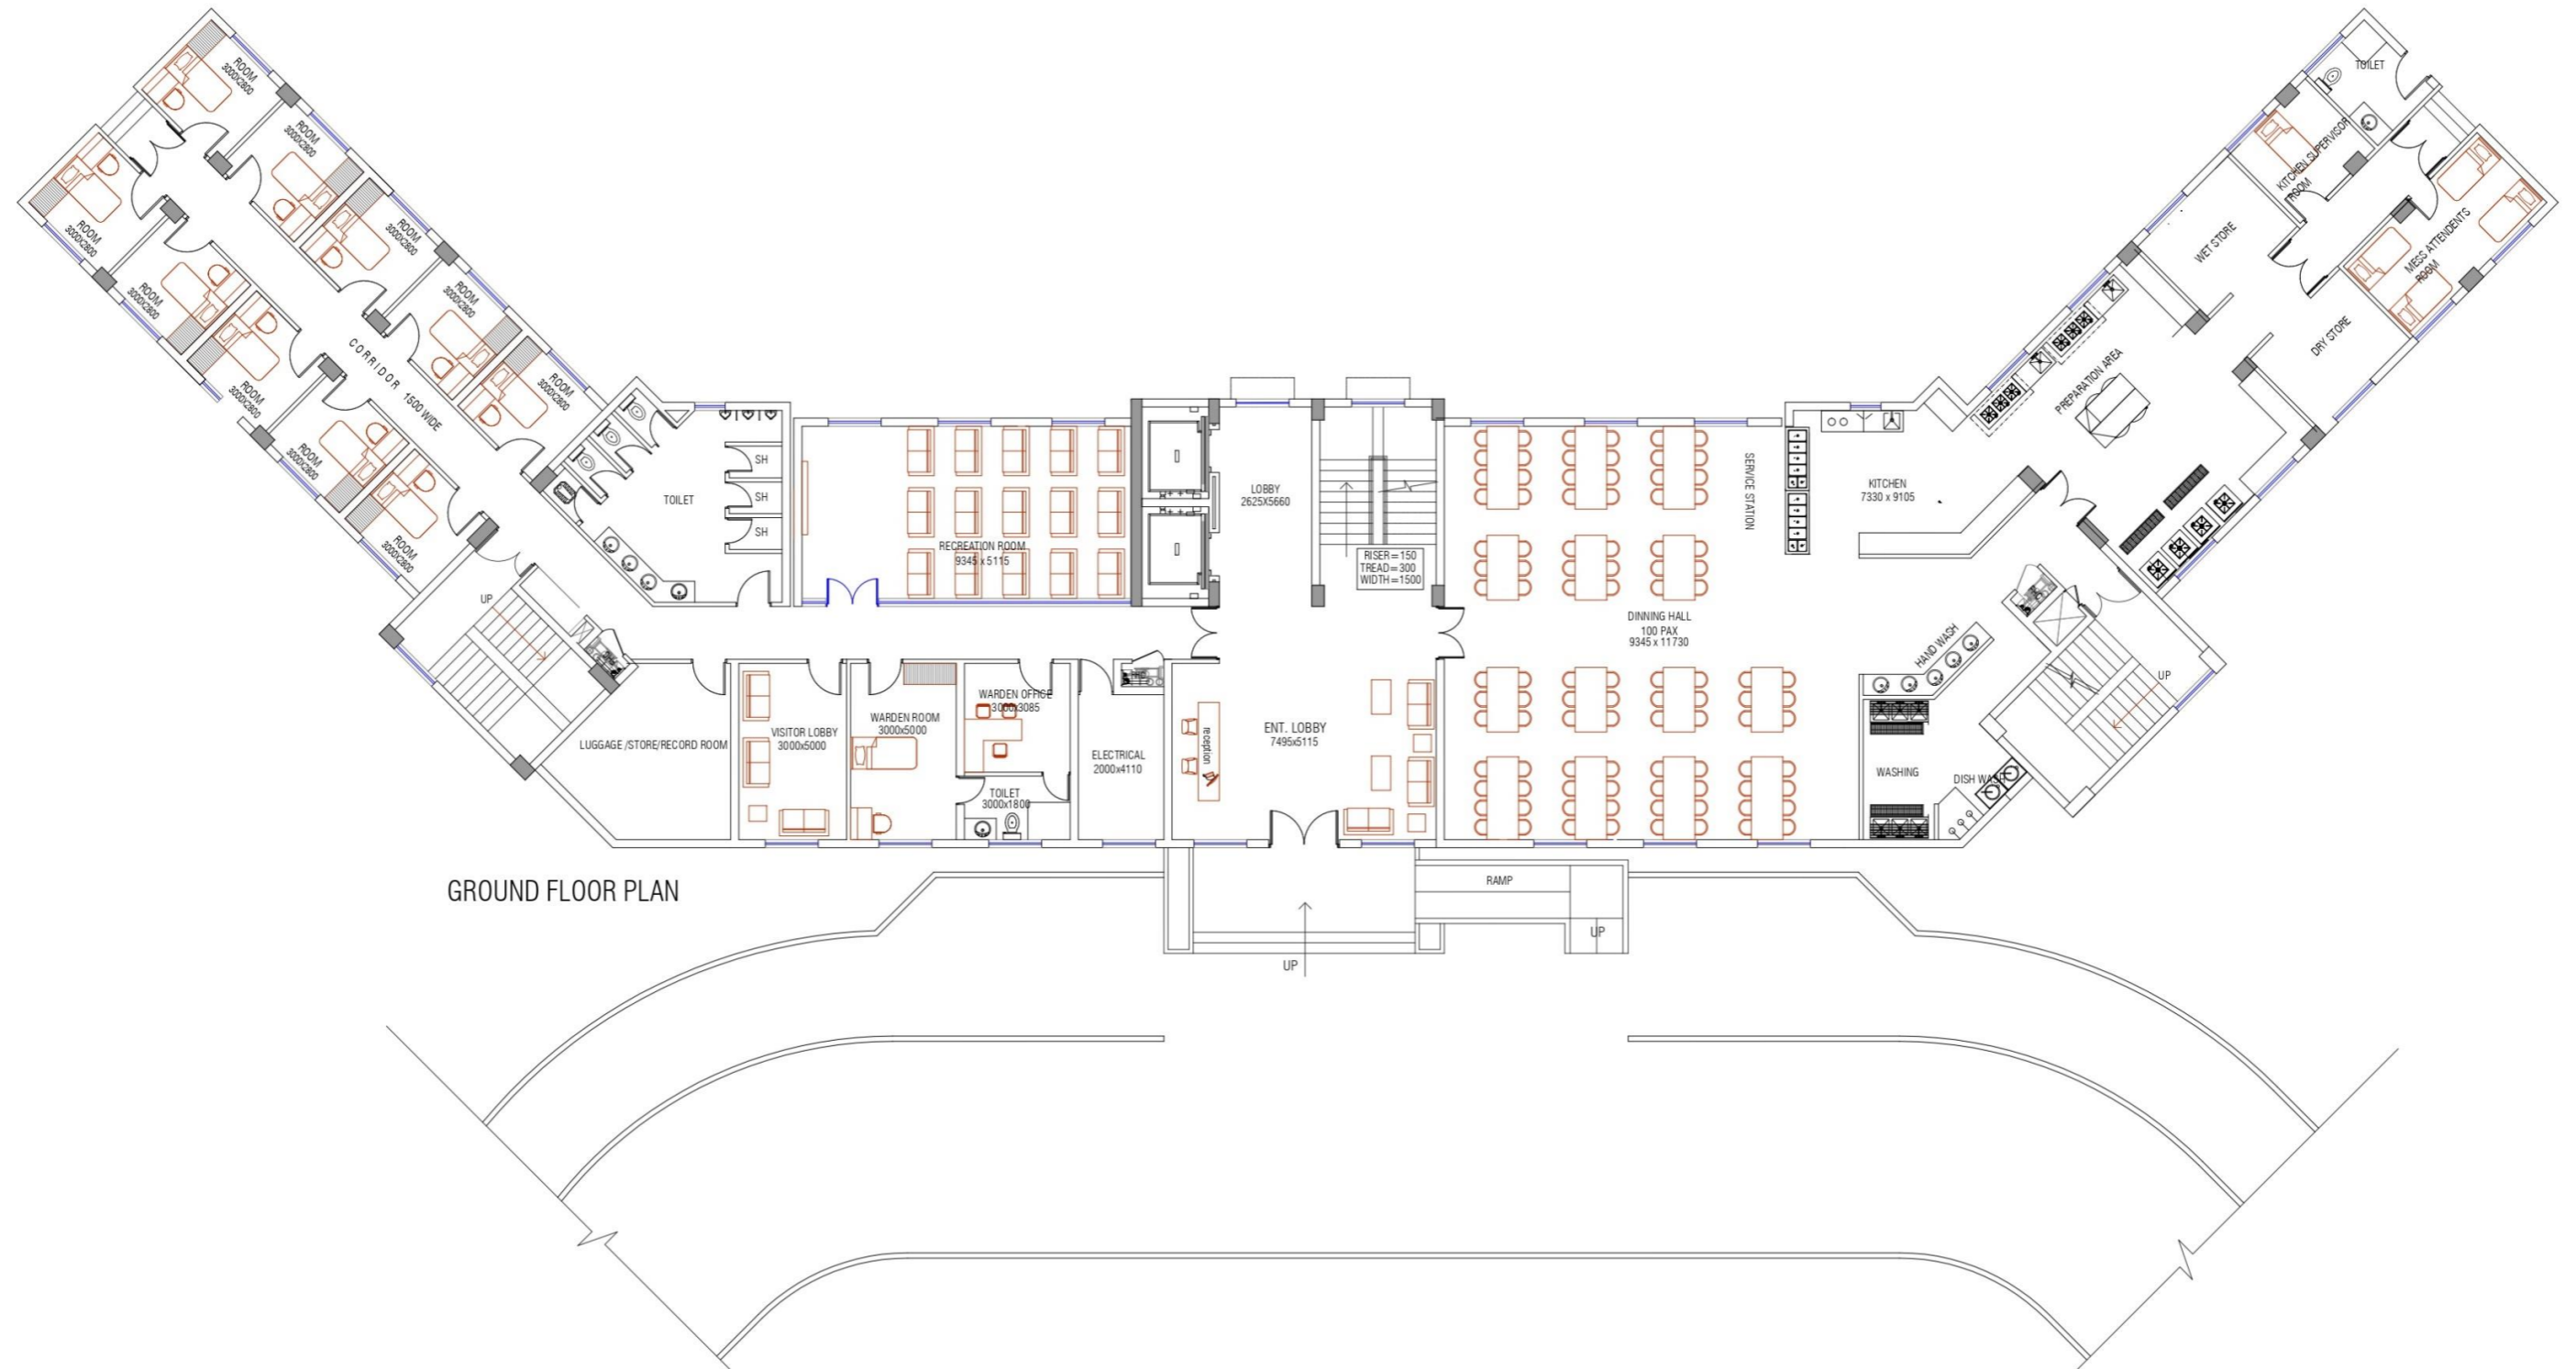 ROOM
3000X2800
ROOM
3000X2800
ROOM
3000X2800
ROOM
3000X2800
ROOM
3000X2800
ROOM
3000X2800
ROOM
3000X2800
ROOM
3000X2800
ROOM
3000X2800
ROOM
3000X2800
CORRIDOR 1500 WIDE
UP
TOILET
SH
SH
SH
RECREATION ROOM
9345 x 5115
LOBBY
2625X5660
RISER=150
TREAD=300
WIDTH=1500
LUGGAGE /STORE/RECORD ROOM
VISITOR LOBBY
3000x5000
WARDEN ROOM
3000x5000
WARDEN OFFICE
3000x3085
TOILET
3000x1800
ELECTRICAL
2000x4110
reception
ENT. LOBBY
7495x5115
DINNING HALL
100 PAX
9345 x 11730
SERVICE STATION
KITCHEN
7330 x 9105
PREPARATION AREA
WET STORE
DRY STORE
KITCHEN SUPERVISOR
ROOM
TOILET
MESS ATTENDENTS
ROOM
HAND WASH
WASHING
DISH WASH
UP
RAMP
UP
UP
GROUND FLOOR PLAN